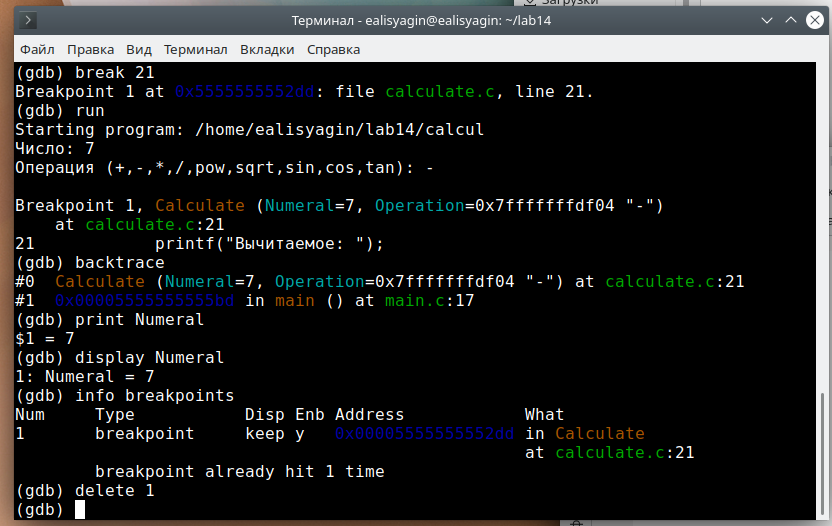 Загрузки
Терминал - ealisyagin@ealisyagin: ~/lab14
Файл Правка Вид Терминал Вкладки Справка
(gdb) break 21
Breakpoint 1 at 0x5555555552dd: file calculate.c, line 21.
(gdb) run
Starting program: /home/ealisyagin/lab14/calcul
Число: 7
Операция (+,-,*,/,pow,sqrt,sin,cos,tan): -
Breakpoint 1, Calculate (Numeral=7, Operation=0x7fffffffdf04 "-")
at calculate.c:21
21 printf("Вычитаемое: ");
(gdb) backtrace
#0 Calculate (Numeral=7, Operation=0x7fffffffdf04 "-") at calculate.c:21
#1 0x00005555555555bd in main () at main.c:17
(gdb) print Numeral
$1 = 7
(gdb) display Numeral
1: Numeral = 7
(gdb) info breakpoints
Num Type Disp Enb Address What
1 breakpoint keep y 0x00005555555552dd in Calculate
at calculate.c:21
breakpoint already hit 1 time
(gdb) delete 1
(gdb)